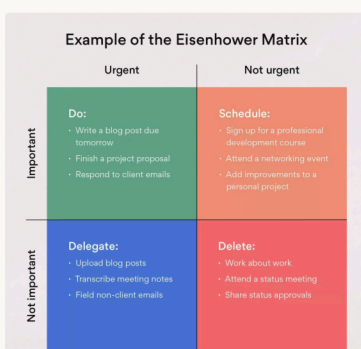 Example of the Eisenhower Matrix
Urgent
Not urgent
Important
Do:
· Write a blog post due
tomorrow
· Finish a project proposal
· Respond to client emails
Schedule:
· Sign up for a professional
development course
· Attend a networking event
· Add improvements to a
personal project
Not important
Delegate:
· Upload blog posts
· Transcribe meeting notes
· Field non-client emails
Delete:
· Work about work
· Attend a status meeting
· Share status approvals